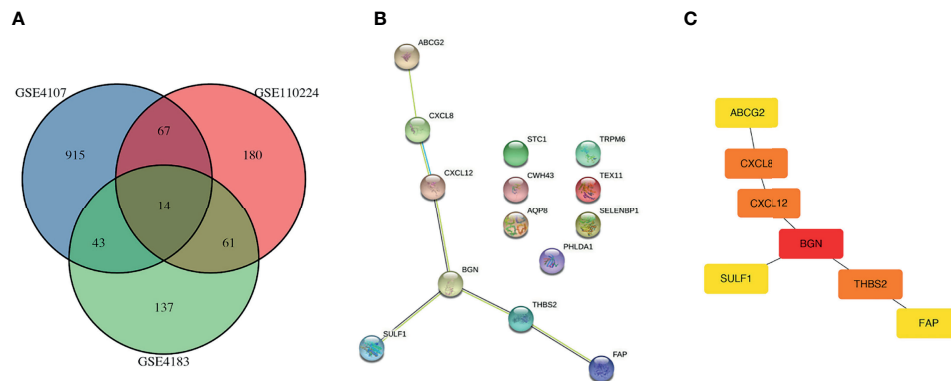 A
GSE4107
GSE110224
67
915
180
14
43
61
137
GSE4183
B
ABCG2
CXCL8
CXCL12
STC1
TRPM6
CWH43
TEX11
AQP8
SELENBP1
PHLDA1
BGN
THBS2
SULF1
FAP
C
ABCG2
CXCL8
CXCL12
BGN
SULF1
THBS2
FAP